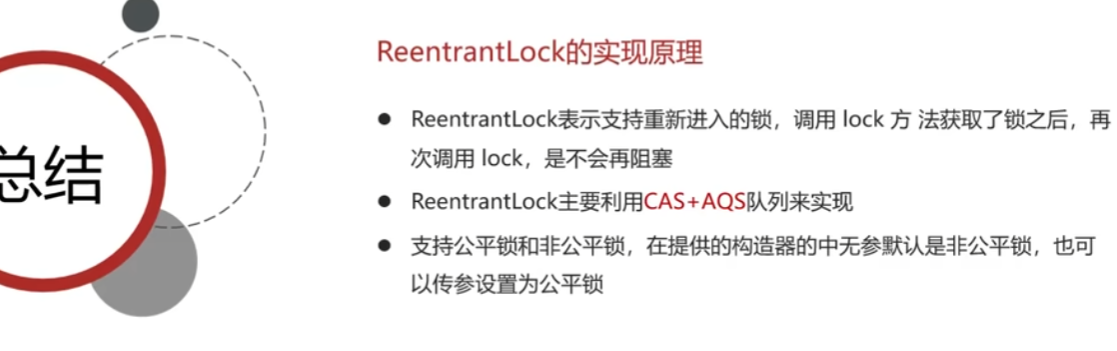 总结
ReentrantLock的实现原理
● ReentrantLock表示支持重新进入的锁，调用 lock 方 法获取了锁之后，再
次调用 lock，是不会再阻塞
● ReentrantLock主要利用CAS+AQS队列来实现
● 支持公平锁和非公平锁，在提供的构造器的中无参默认是非公平锁，也可
以传参设置为公平锁